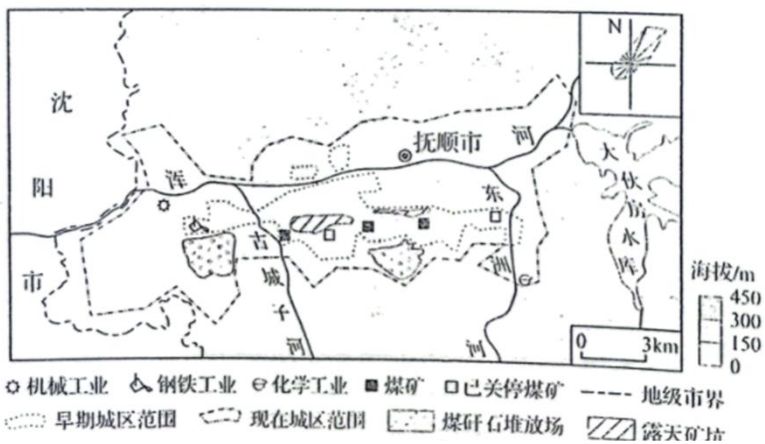 N
沈
阳
市
抚顺市
浑
河
大
伙
房
水
库
东
洲
河
古
城
子
河
海拔/m
450
300
150
0
0 3km
机械工业 钢铁工业 化学工业 煤矿 已关停煤矿 地级市界
早期城区范围 现在城区范围 煤矸石堆放场 露天矿坑